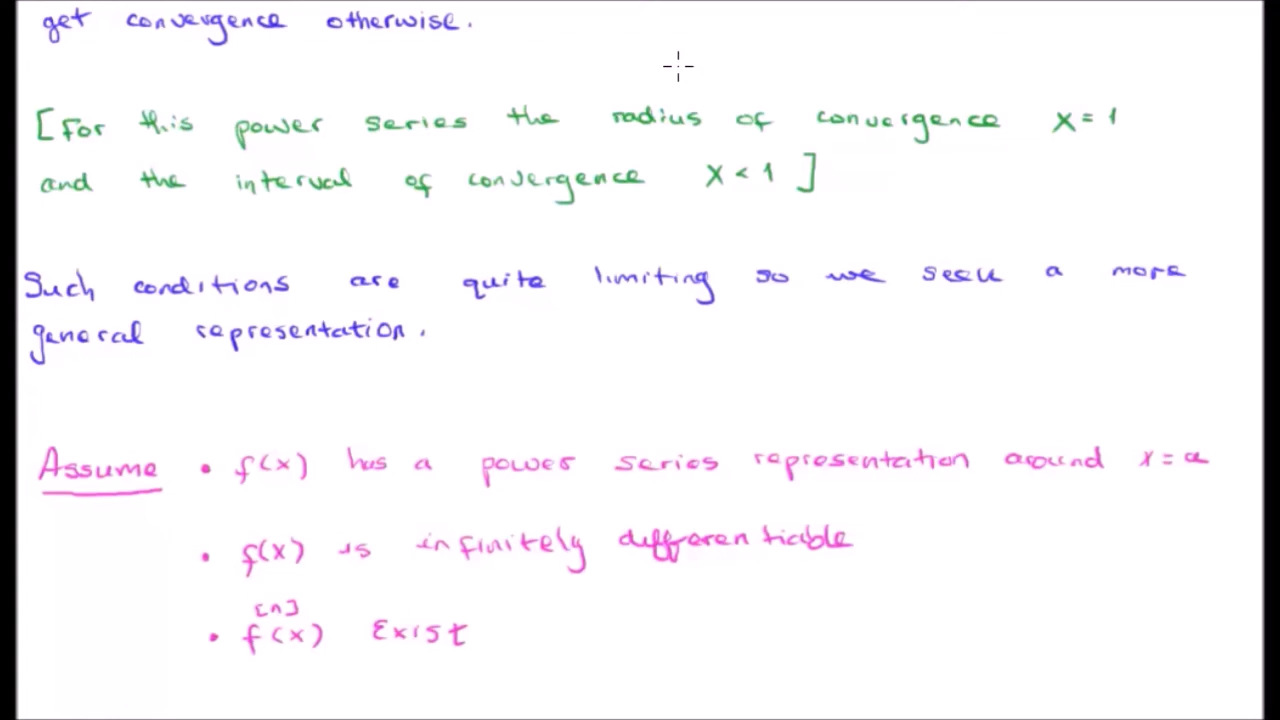 get convergence otherwise.
[For this power series the radius of convergence x = 1
and the interval of convergence x < 1 ]
Such conditions are quite limiting so we seek a more
general representation.
Assume • f(x) has a power series representation around x = a
• f(x) is infinitely differentiable
• f[n](x) Exist